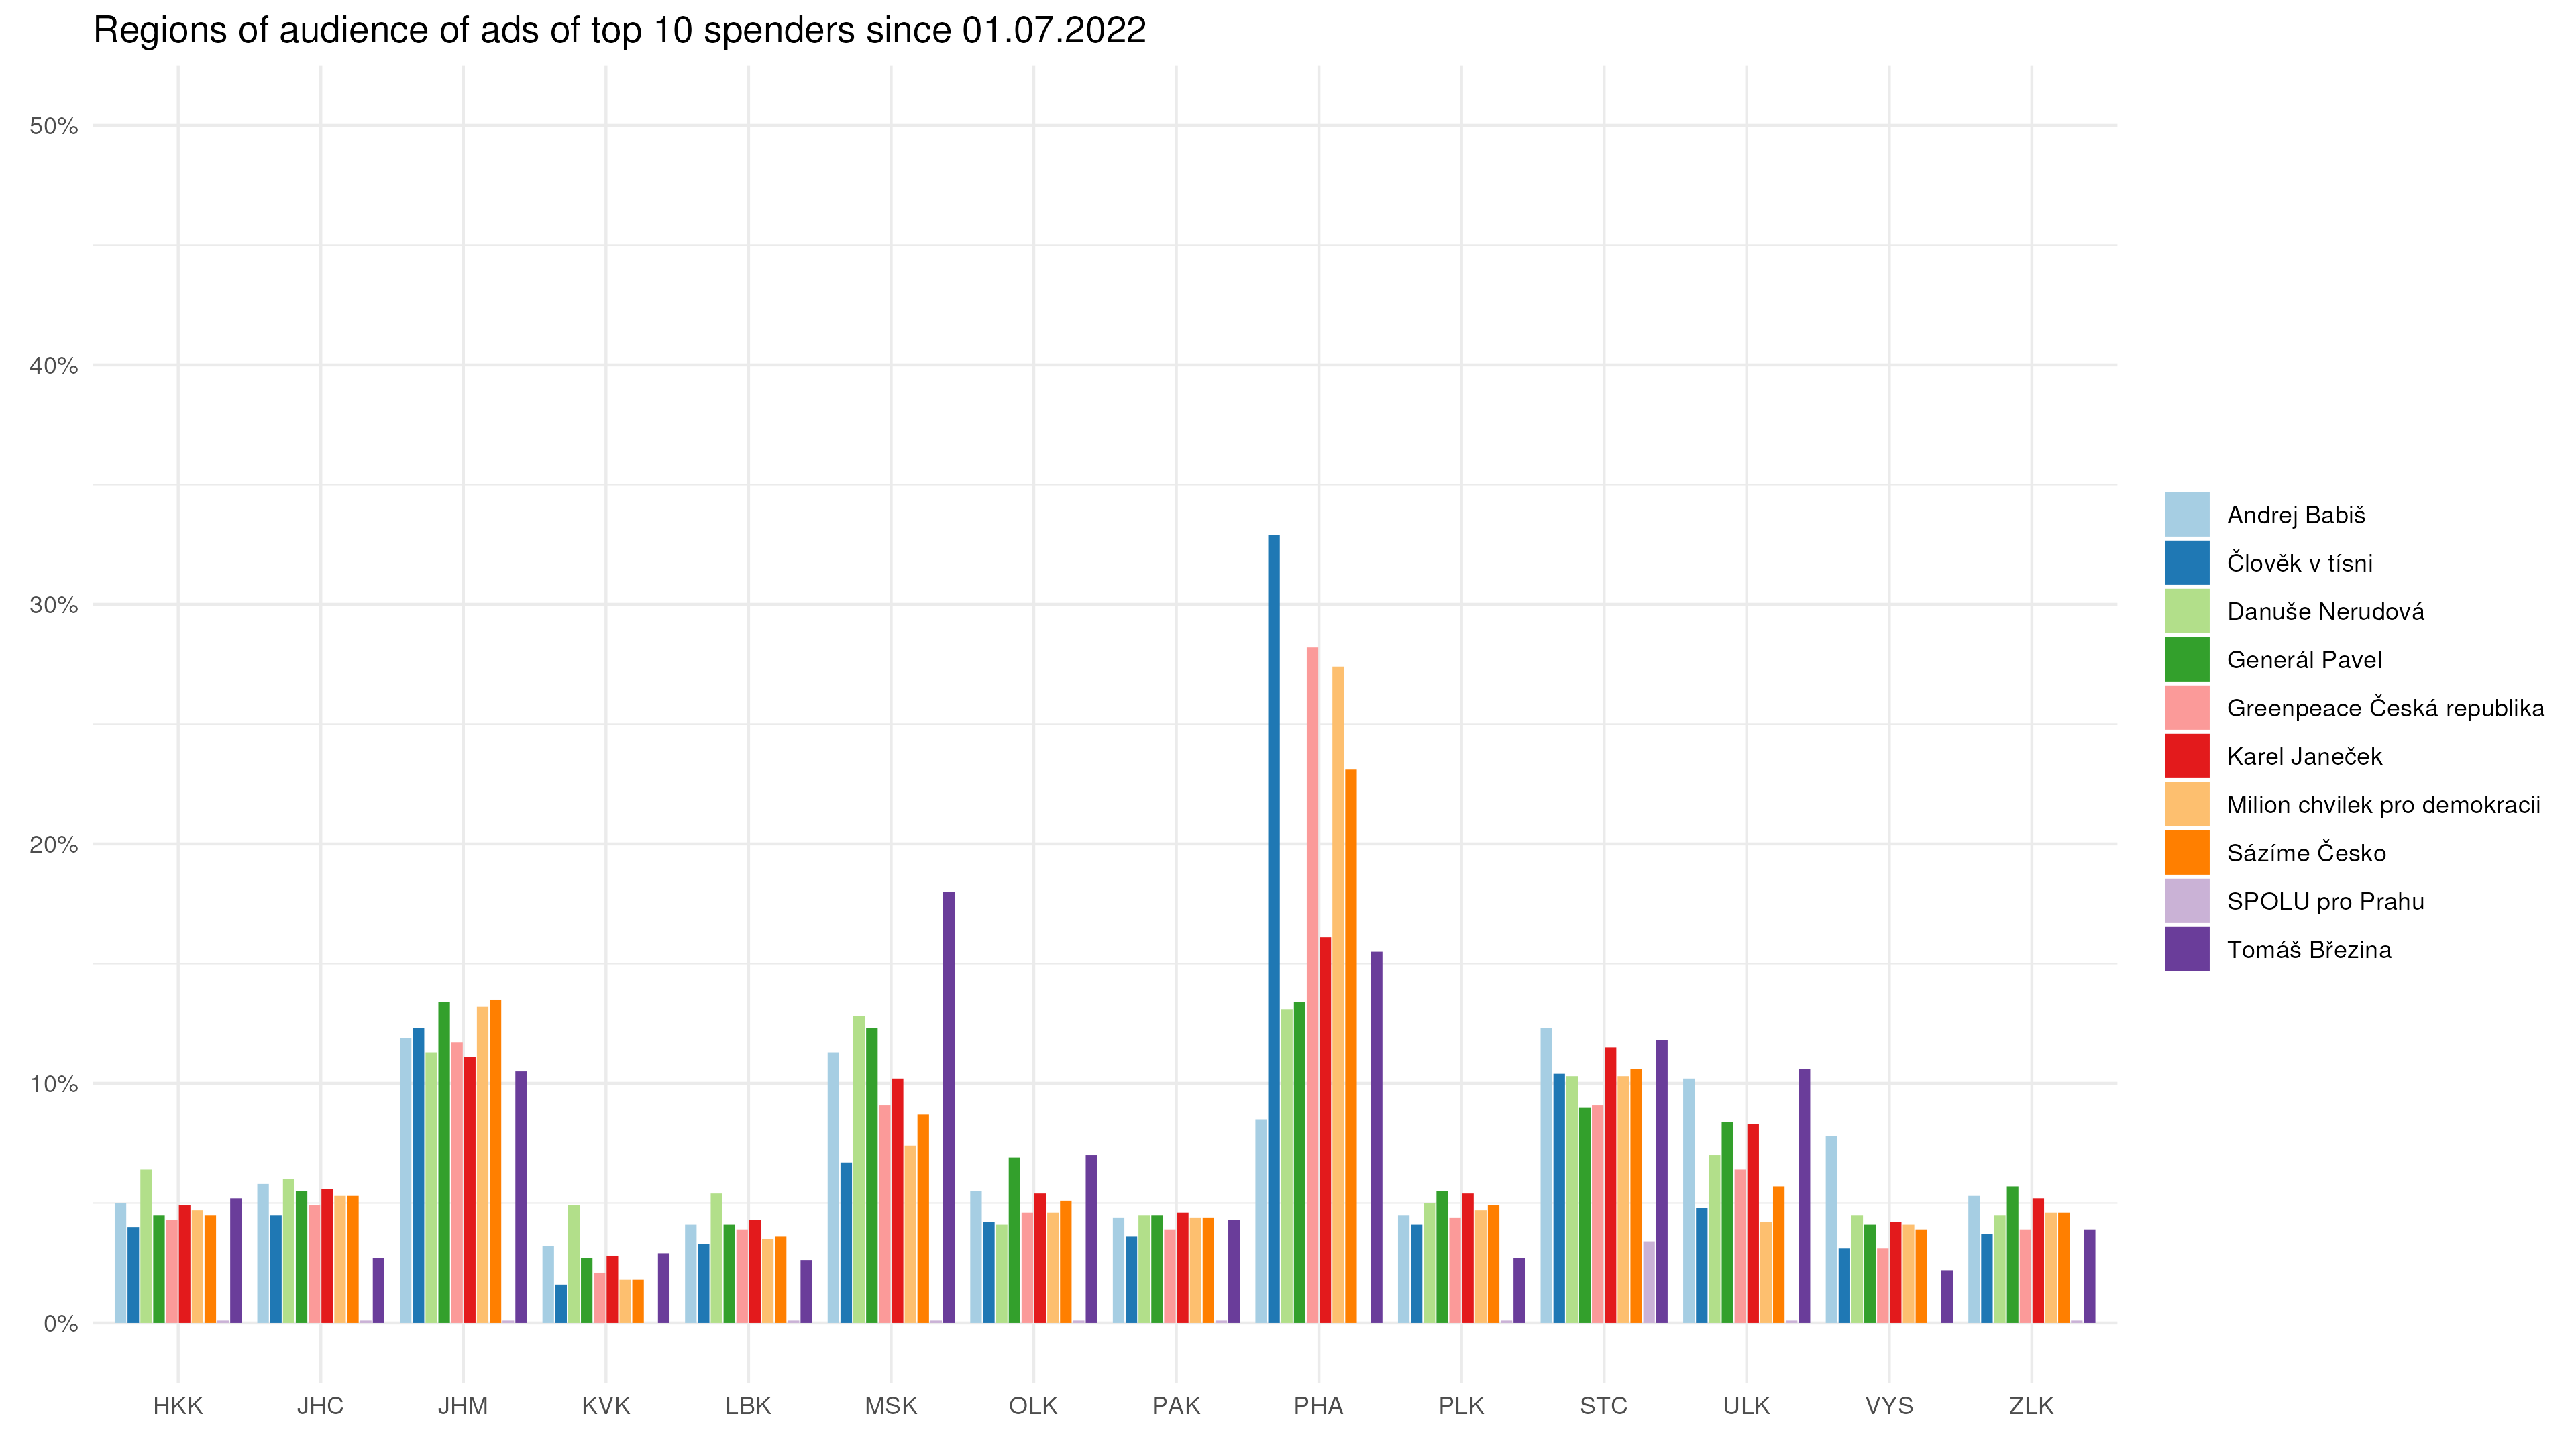 Regions of audience of ads of top 10 spenders since 01.07.2022
50%
40%
30%
20%
10%
0%
HKK JHC JHM KVK LBK MSK OLK PAK PHA PLK STC ULK VYS ZLK
Andrej Babiš
Člověk v tísni
Danuše Nerudová
Generál Pavel
Greenpeace Česká republika
Karel Janeček
Milion chvilek pro demokracii
Sázíme Česko
SPOLU pro Prahu
Tomáš Březina